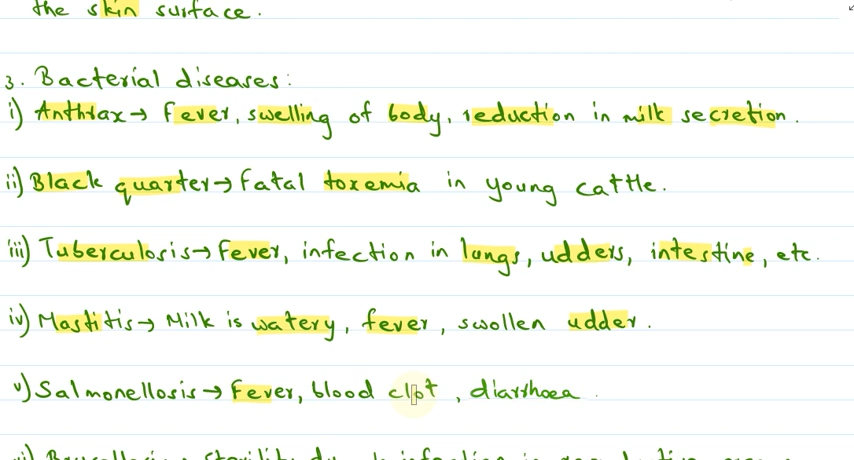 the skin surface.
3. Bacterial diseases:
i) Anthrax → Fever, swelling of body, reduction in milk secretion.
ii) Black quarter → Fatal toxemia in young cattle.
iii) Tuberculosis → Fever, infection in lungs, udders, intestine, etc.
iv) Mastitis → Milk is watery, fever, swollen udder.
v) Salmonellosis → Fever, blood clot, diarrhoea.